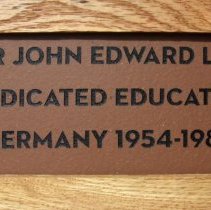 R JOHN EDWARD L
DICATED EDUCAT
ERMANY 1954-198